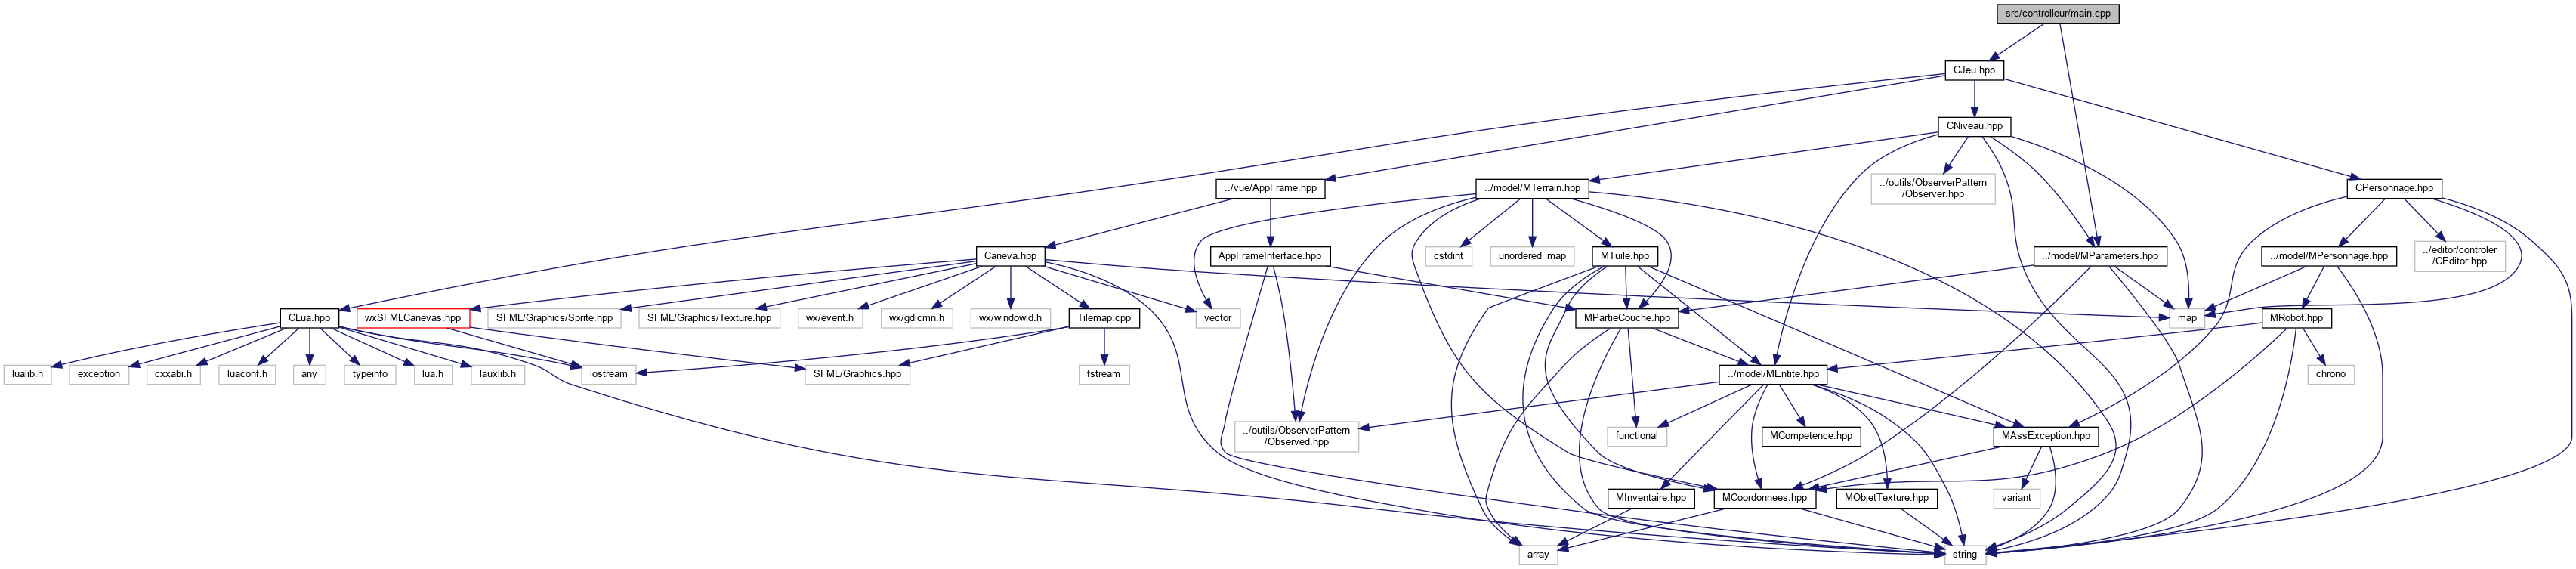 src/controlleur/main.cpp
CJeu.hpp
CNiveau.hpp
../vue/AppFrame.hpp
../model/MTerrain.hpp
../outils/ObserverPattern
/Observer.hpp
CPersonnage.hpp
Caneva.hpp
AppFrameInterface.hpp
cstdint
unordered_map
MTuile.hpp
../model/MParameters.hpp
../model/MPersonnage.hpp
../editor/controler
/CEditor.hpp
CLua.hpp
wxSFMLCanevas.hpp
SFML/Graphics/Sprite.hpp
SFML/Graphics/Texture.hpp
wx/event.h
wx/gdicmn.h
wx/windowid.h
Tilemap.cpp
vector
MPartieCouche.hpp
map
MRobot.hpp
lualib.h
exception
cxxabi.h
luaconf.h
any
typeinfo
lua.h
lauxlib.h
iostream
SFML/Graphics.hpp
fstream
../model/MEntite.hpp
chrono
../outils/ObserverPattern
/Observed.hpp
functional
MCompetence.hpp
MAssException.hpp
MInventaire.hpp
MCoordonnees.hpp
MObjetTexture.hpp
variant
array
string